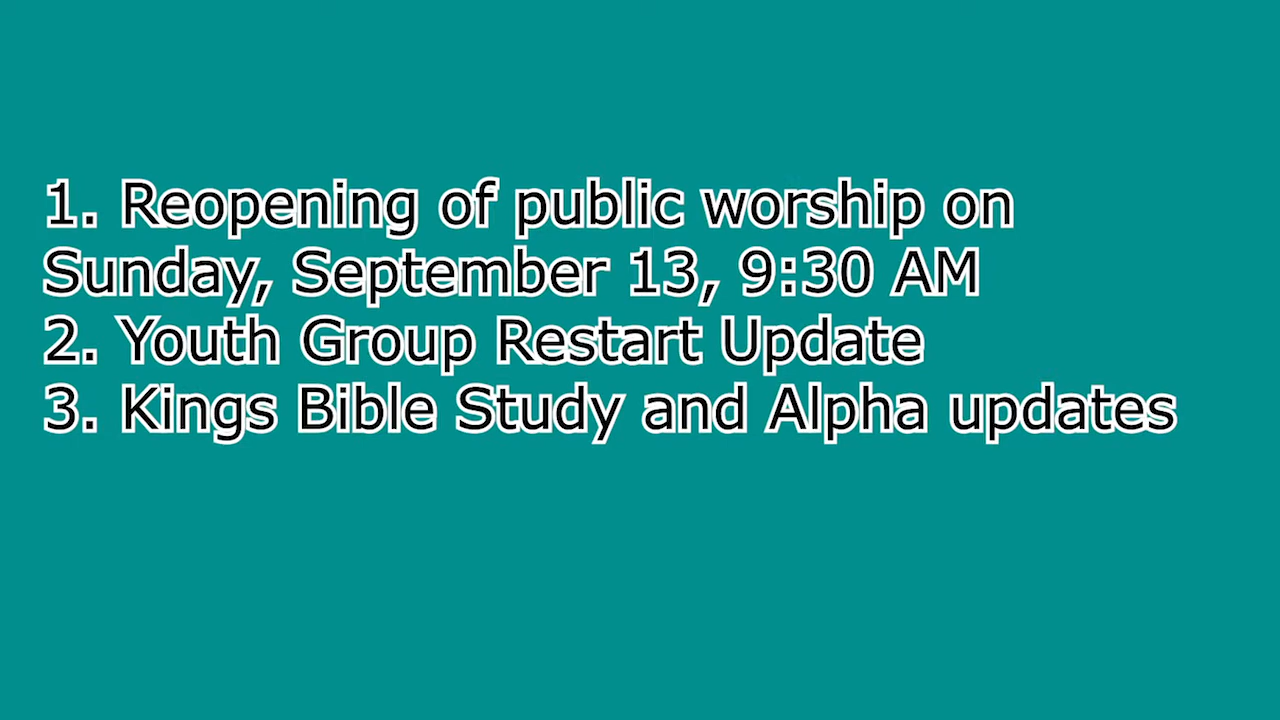 1. Reopening of public worship on
Sunday, September 13, 9:30 AM
2. Youth Group Restart Update
3. Kings Bible Study and Alpha updates